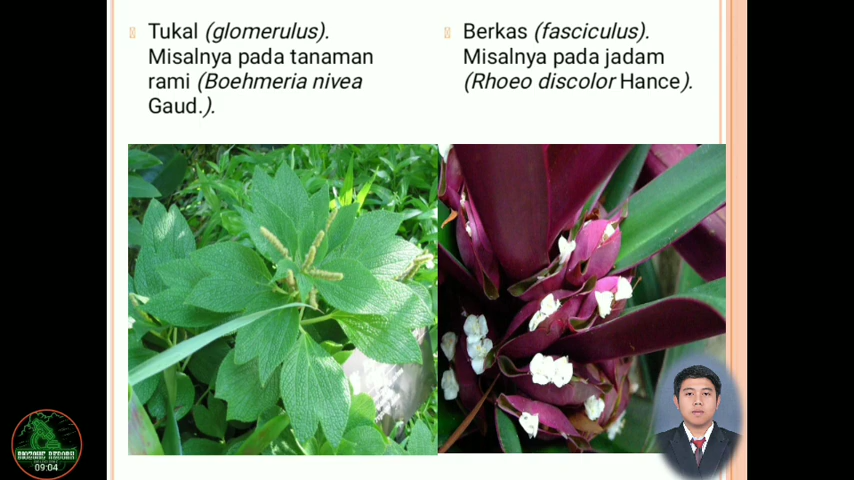 Tukal (glomerulus).
Misalnya pada tanaman
rami (Boehmeria nivea
Gaud.).
Berkas (fasciculus).
Misalnya pada jadam
(Rhoeo discolor Hance).
09:04